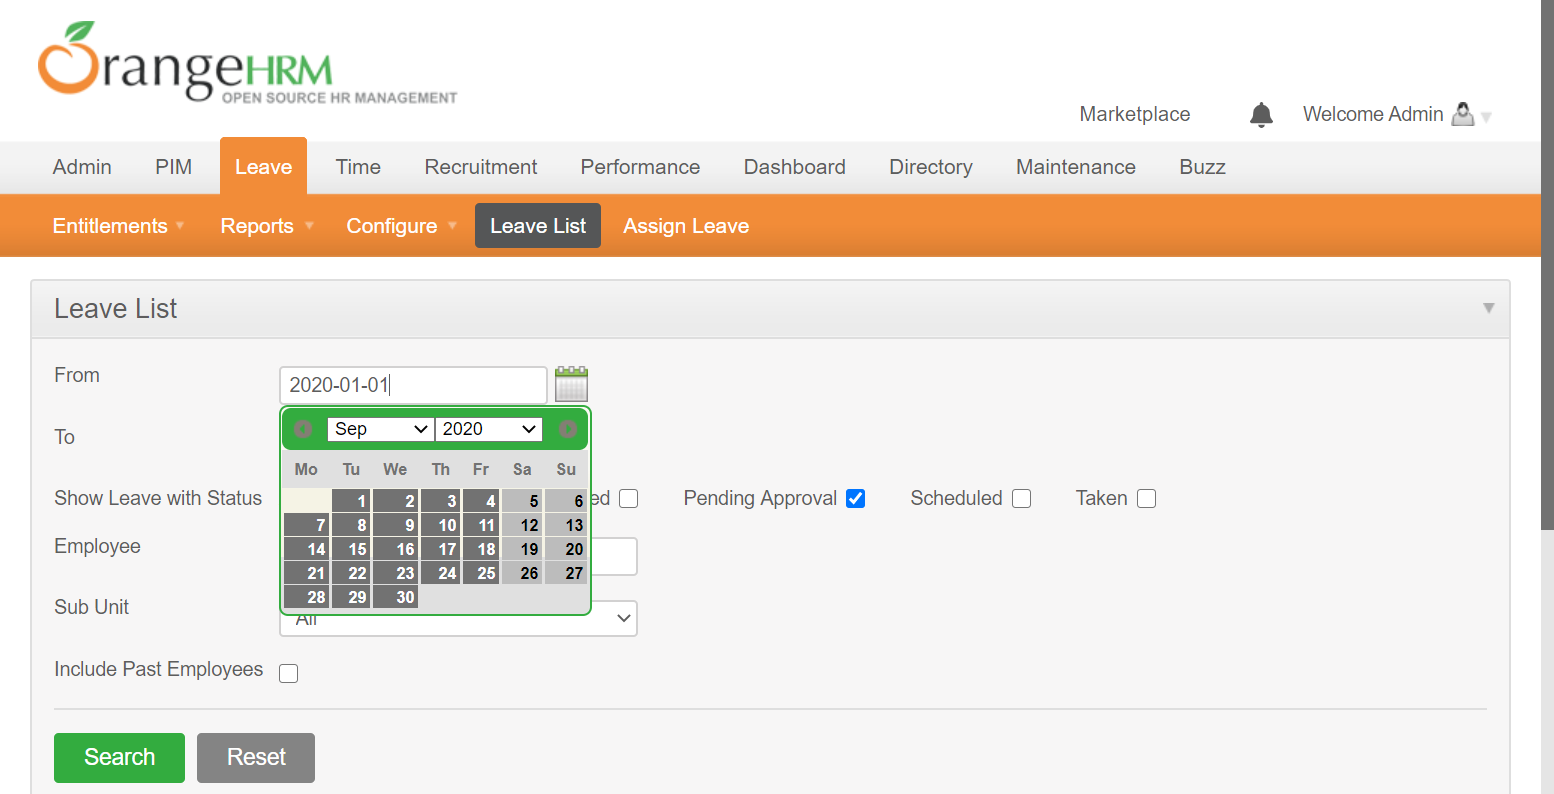 OrangeHRM
OPEN SOURCE HR MANAGEMENT
Marketplace Welcome Admin
Admin PIM Leave Time Recruitment Performance Dashboard Directory Maintenance Buzz
Entitlements Reports Configure Leave List Assign Leave
Leave List
From 2020-01-01
Sep 2020
To
Mo Tu We Th Fr Sa Su
Show Leave with Status ed Pending Approval Scheduled Taken
1 2 3 4 5 6
7 8 9 10 11 12 13
Employee
14 15 16 17 18 19 20
21 22 23 24 25 26 27
28 29 30
Sub Unit All
Include Past Employees
Search Reset